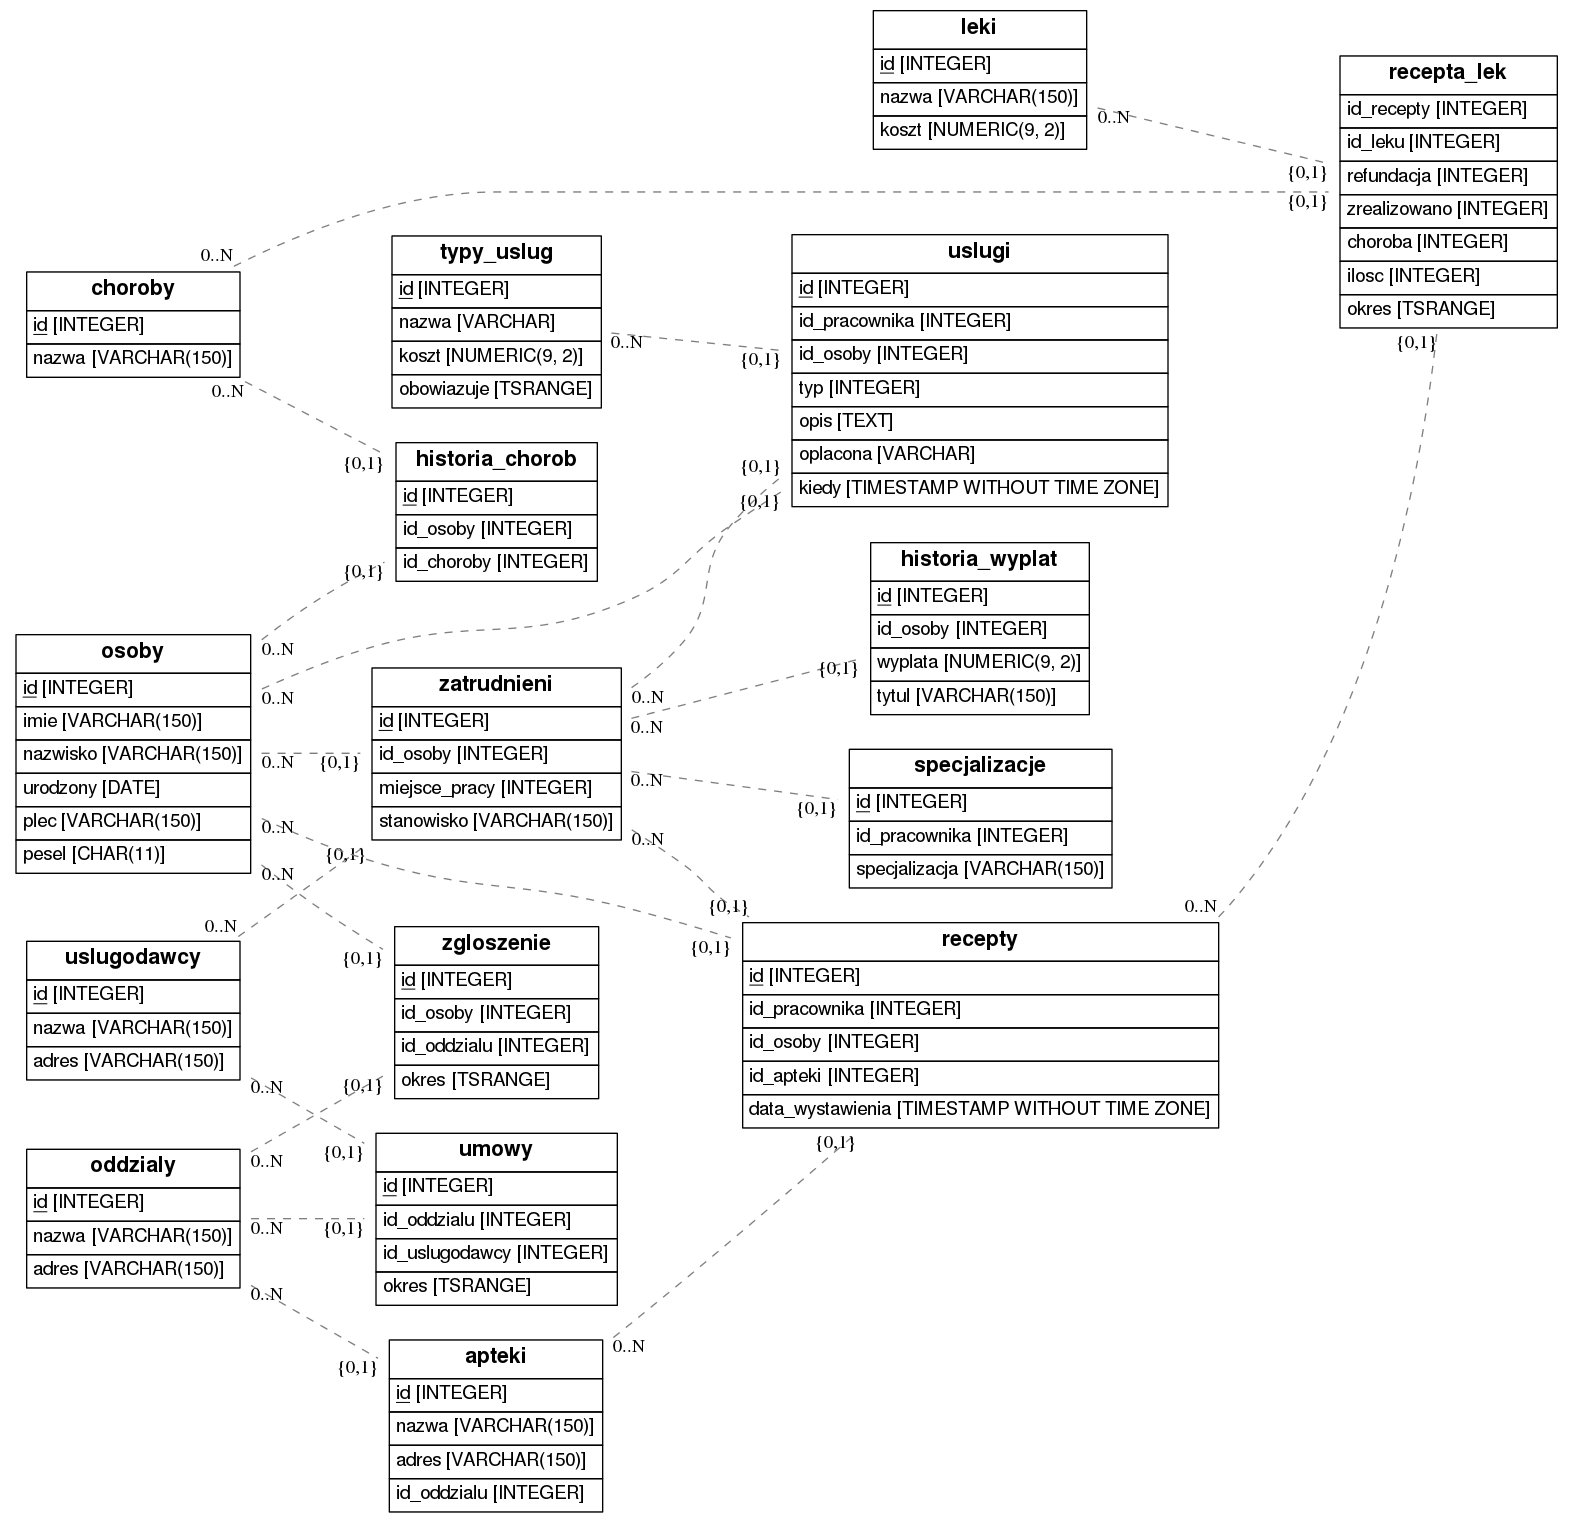 leki
id [INTEGER]
nazwa [VARCHAR(150)]
koszt [NUMERIC(9, 2)]
0..N
{0,1}
recepta_lek
id_recepty [INTEGER]
id_leku [INTEGER]
refundacja [INTEGER]
zrealizowano [INTEGER]
choroba [INTEGER]
ilosc [INTEGER]
okres [TSRANGE]
{0,1}
{0,1}
0..N
choroby
id [INTEGER]
nazwa [VARCHAR(150)]
0..N
typy_uslug
id [INTEGER]
nazwa [VARCHAR]
koszt [NUMERIC(9, 2)]
obowiazuje [TSRANGE]
0..N
{0,1}
uslugi
id [INTEGER]
id_pracownika [INTEGER]
id_osoby [INTEGER]
typ [INTEGER]
opis [TEXT]
oplacona [VARCHAR]
kiedy [TIMESTAMP WITHOUT TIME ZONE]
{0,1}
{0,1}
{0,1}
historia_chorob
id [INTEGER]
id_osoby [INTEGER]
id_choroby [INTEGER]
{0,1}
historia_wyplat
id [INTEGER]
id_osoby [INTEGER]
wyplata [NUMERIC(9, 2)]
tytul [VARCHAR(150)]
{0,1}
osoby
id [INTEGER]
imie [VARCHAR(150)]
nazwisko [VARCHAR(150)]
urodzony [DATE]
plec [VARCHAR(150)]
pesel [CHAR(11)]
0..N
0..N
0..N
0..N
0..N
{0,1}
{0,1}
zatrudnieni
id [INTEGER]
id_osoby [INTEGER]
miejsce_pracy [INTEGER]
stanowisko [VARCHAR(150)]
0..N
0..N
0..N
0..N
specjalizacje
id [INTEGER]
id_pracownika [INTEGER]
specjalizacja [VARCHAR(150)]
{0,1}
{0,1}
{0,1}
0..N
recepty
id [INTEGER]
id_pracownika [INTEGER]
id_osoby [INTEGER]
id_apteki [INTEGER]
data_wystawienia [TIMESTAMP WITHOUT TIME ZONE]
{0,1}
0..N
uslugodawcy
id [INTEGER]
nazwa [VARCHAR(150)]
adres [VARCHAR(150)]
0..N
{0,1}
zgloszenie
id [INTEGER]
id_osoby [INTEGER]
id_oddzialu [INTEGER]
okres [TSRANGE]
{0,1}
oddzialy
id [INTEGER]
nazwa [VARCHAR(150)]
adres [VARCHAR(150)]
0..N
0..N
0..N
{0,1}
{0,1}
umowy
id [INTEGER]
id_oddzialu [INTEGER]
id_uslugodawcy [INTEGER]
okres [TSRANGE]
{0,1}
apteki
id [INTEGER]
nazwa [VARCHAR(150)]
adres [VARCHAR(150)]
id_oddzialu [INTEGER]
0..N